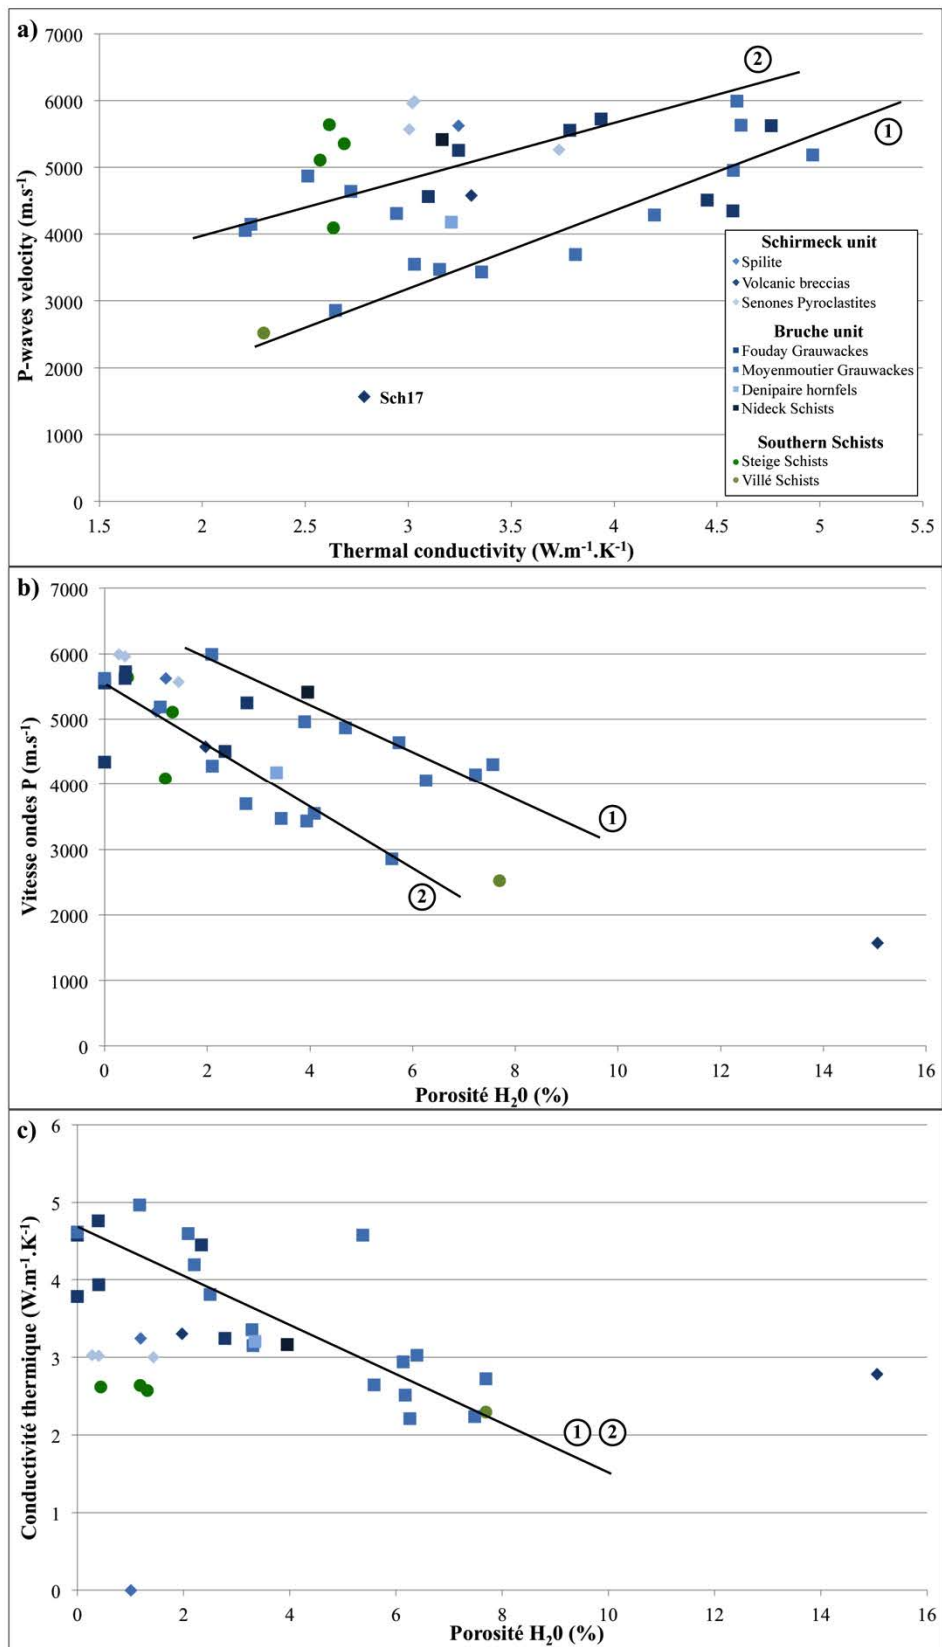 a)
7000
6000
5000
4000
3000
2000
1000
0
P-waves velocity (m.s⁻¹)
2
1
Sch17
Schirmeck unit
Spilite
Volcanic breccias
Senones Pyroclastites
Bruche unit
Fouday Grauwackes
Moyenmoutier Grauwackes
Denipaire hornfels
Nideck Schists
Southern Schists
Steige Schists
Villé Schists
1.5 2 2.5 3 3.5 4 4.5 5 5.5
Thermal conductivity (W.m⁻¹.K⁻¹)
b)
7000
6000
5000
4000
3000
2000
1000
0
Vitesse ondes P (m.s⁻¹)
1
2
0 2 4 6 8 10 12 14 16
Porosité H₂0 (%)
c)
6
5
4
3
2
1
0
Conductivité thermique (W.m⁻¹.K⁻¹)
1 2
0 2 4 6 8 10 12 14 16
Porosité H₂0 (%)